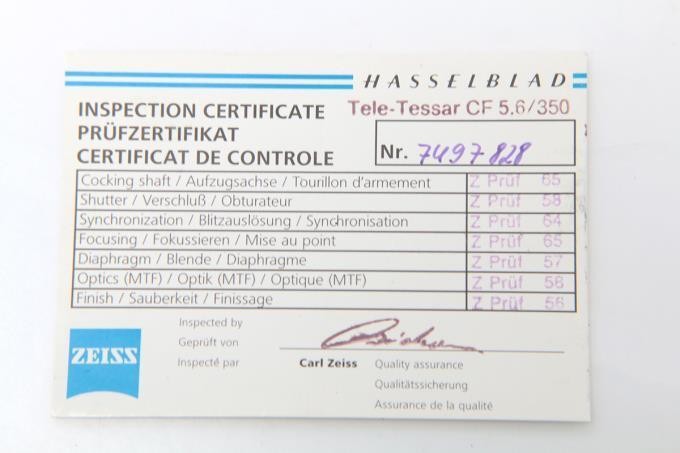 HASSELBLAD
INSPECTION CERTIFICATE
PRÜFZERTIFIKAT
CERTIFICAT DE CONTROLE
Tele-Tessar CF 5.6/350
Nr. 7497828
Cocking shaft / Aufzugsachse / Tourillon d'armement Z Prüf 65
Shutter / Verschluß / Obturateur Z Prüf 58
Synchronization / Blitzauslösung / Synchronisation Z Prüf 64
Focusing / Fokussieren / Mise au point Z Prüf 65
Diaphragm / Blende / Diaphragme Z Prüf 57
Optics (MTF) / Optik (MTF) / Optique (MTF) Z Prüf 58
Finish / Sauberkeit / Finissage Z Prüf 56
ZEISS
Inspected by
Geprüft von
Inspecté par
Carl Zeiss
Quality assurance
Qualitätssicherung
Assurance de la qualité